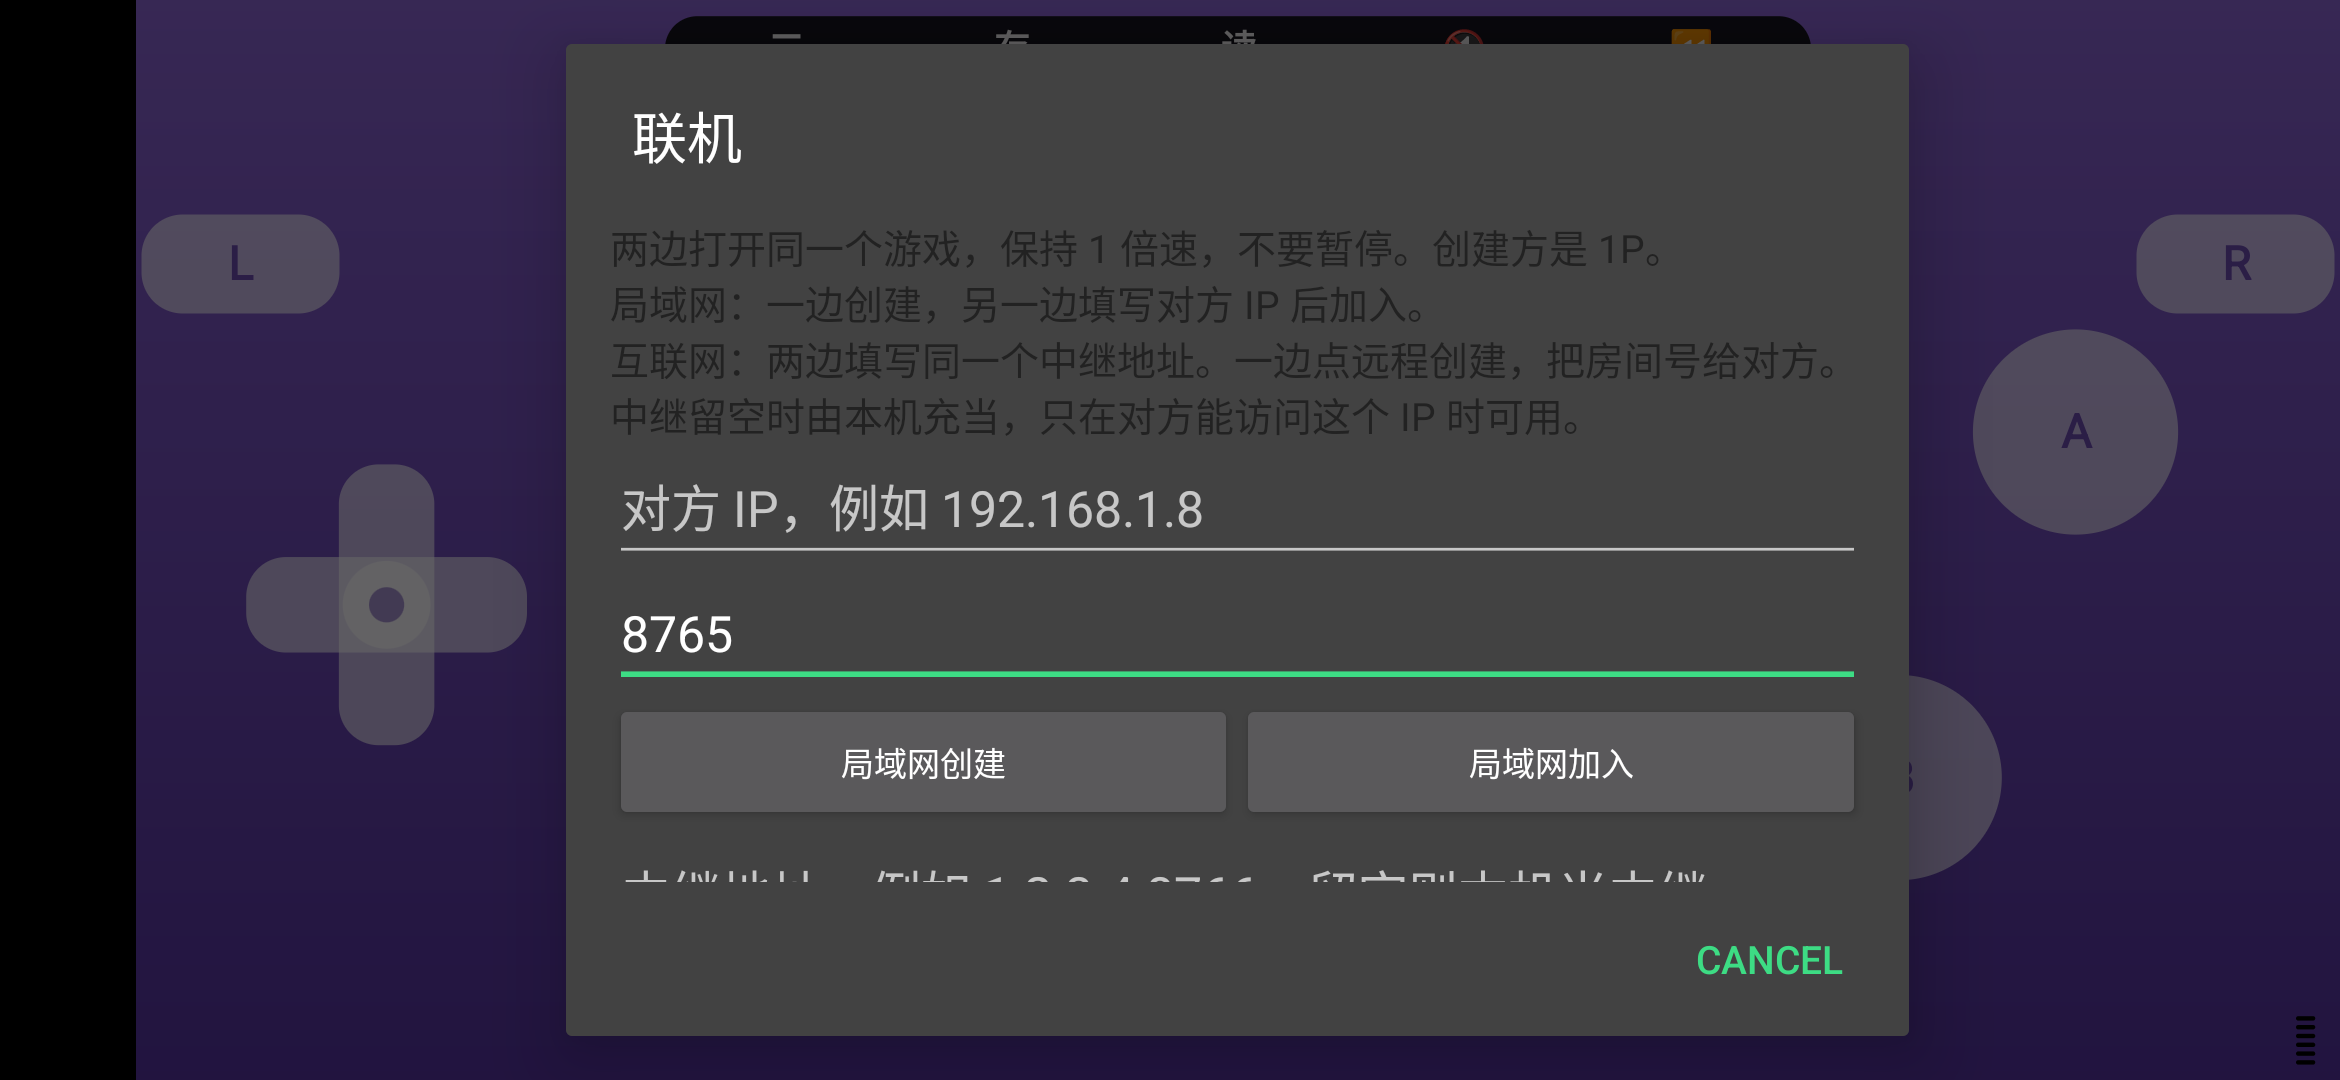 联机
两边打开同一个游戏，保持 1 倍速，不要暂停。创建方是 1P。
局域网：一边创建，另一边填写对方 IP 后加入。
互联网：两边填写同一个中继地址。一边点远程创建，把房间号给对方。
中继留空时由本机充当，只在对方能访问这个 IP 时可用。
L
R
A
对方 IP，例如 192.168.1.8
8765
局域网创建
局域网加入
CANCEL